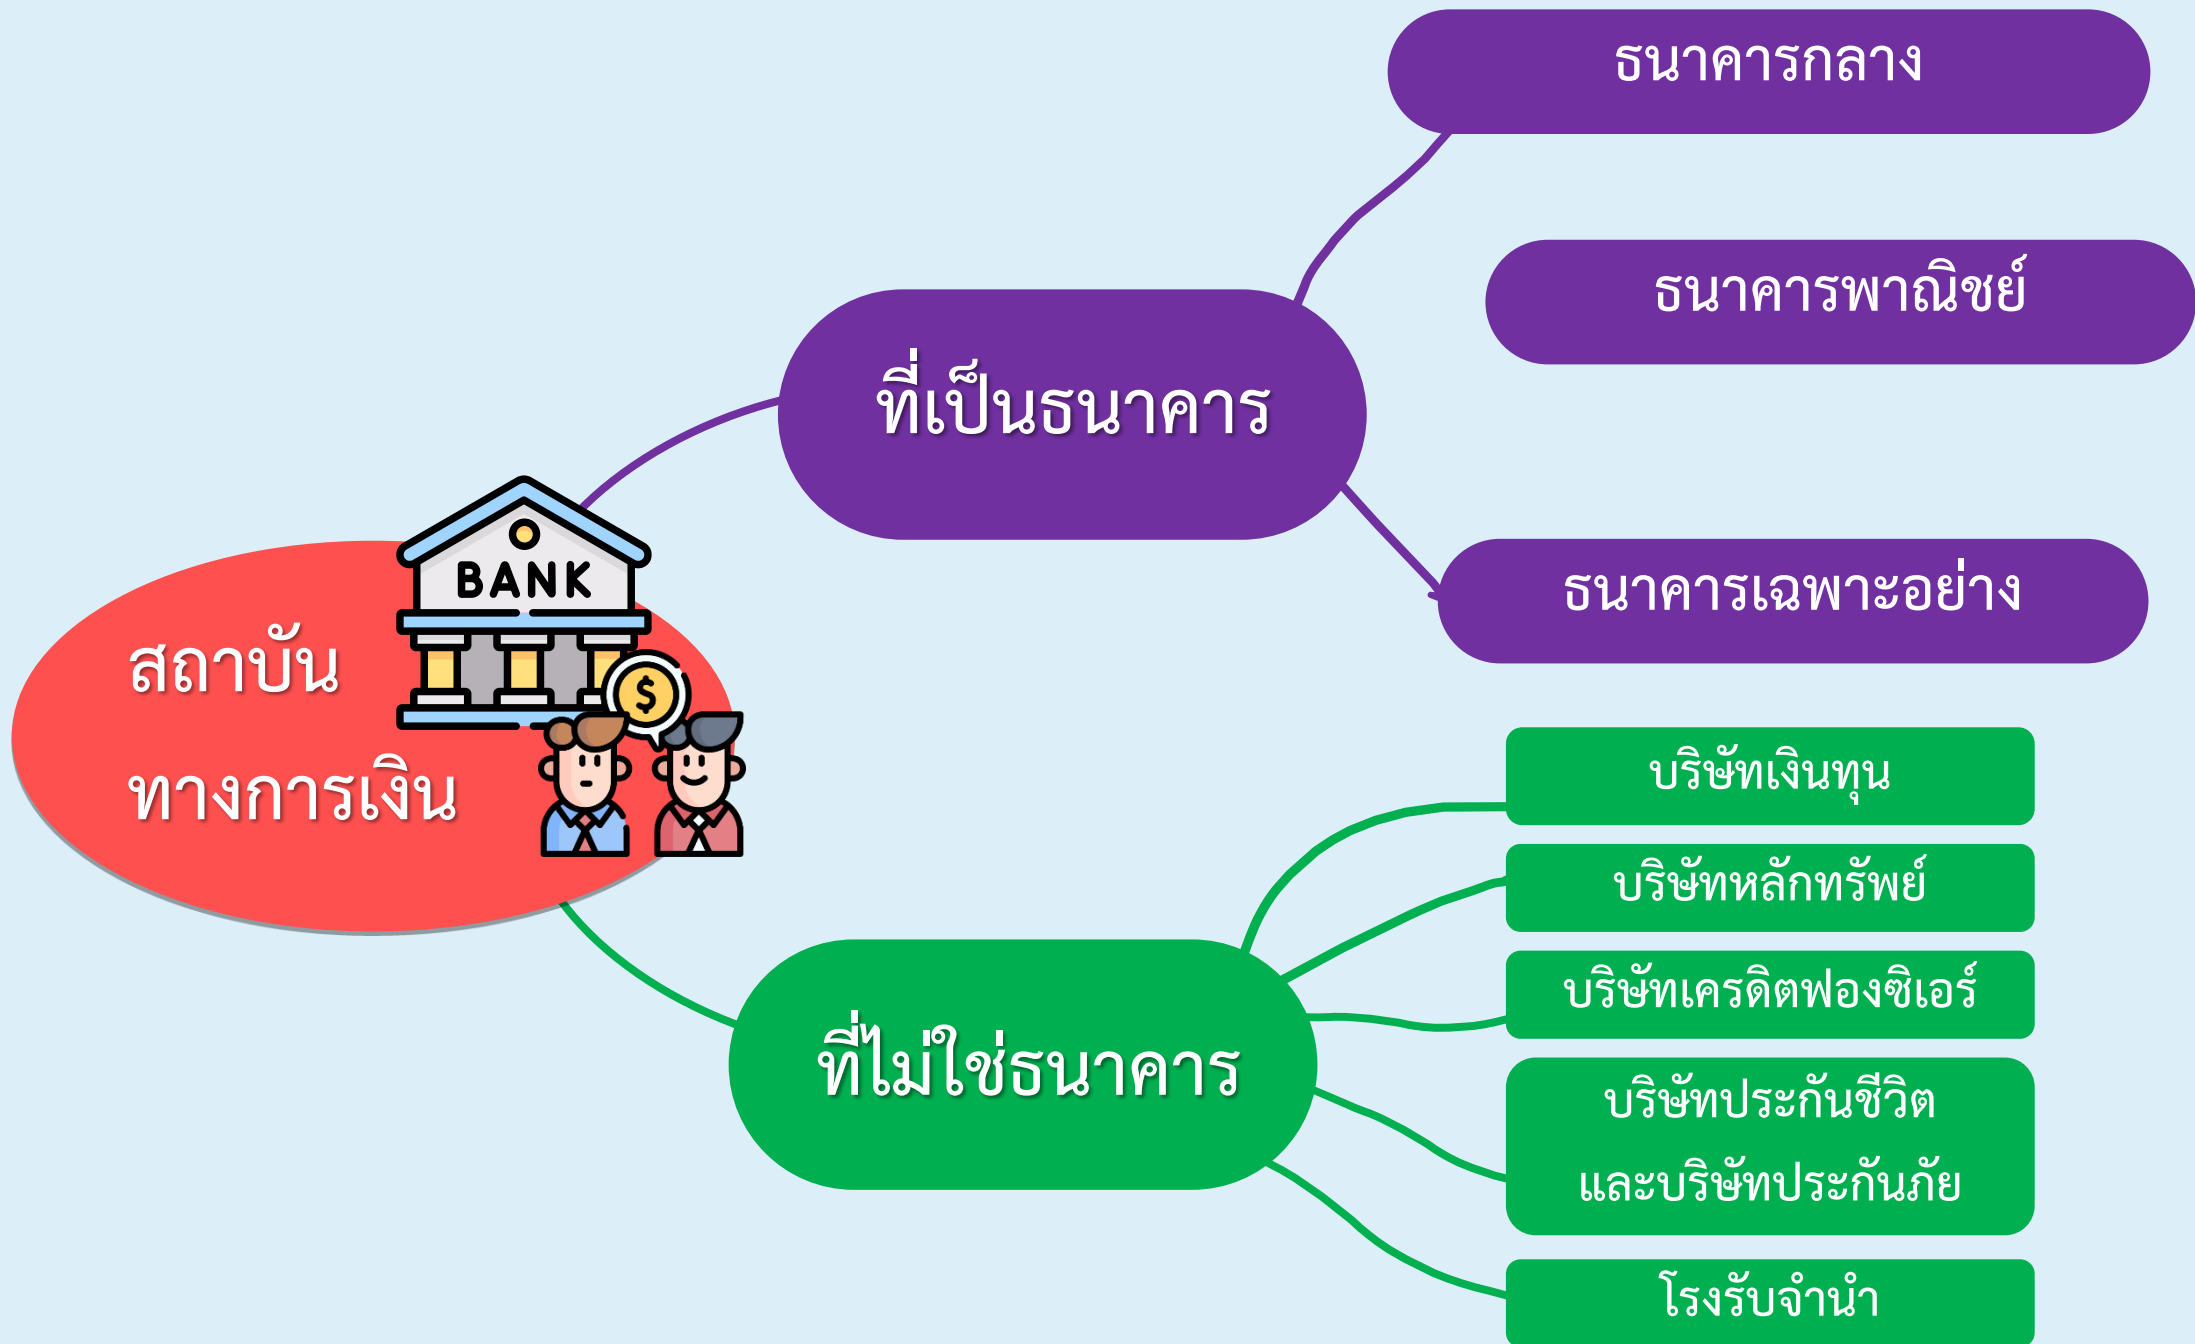 สถาบัน
ทางการเงิน
BANK
$
ที่เป็นธนาคาร
ธนาคารกลาง
ธนาคารพาณิชย์
ธนาคารเฉพาะอย่าง
ที่ไม่ใช่ธนาคาร
บริษัทเงินทุน
บริษัทหลักทรัพย์
บริษัทเครดิตฟองซิเอร์
บริษัทประกันชีวิต
และบริษัทประกันภัย
โรงรับจำนำ